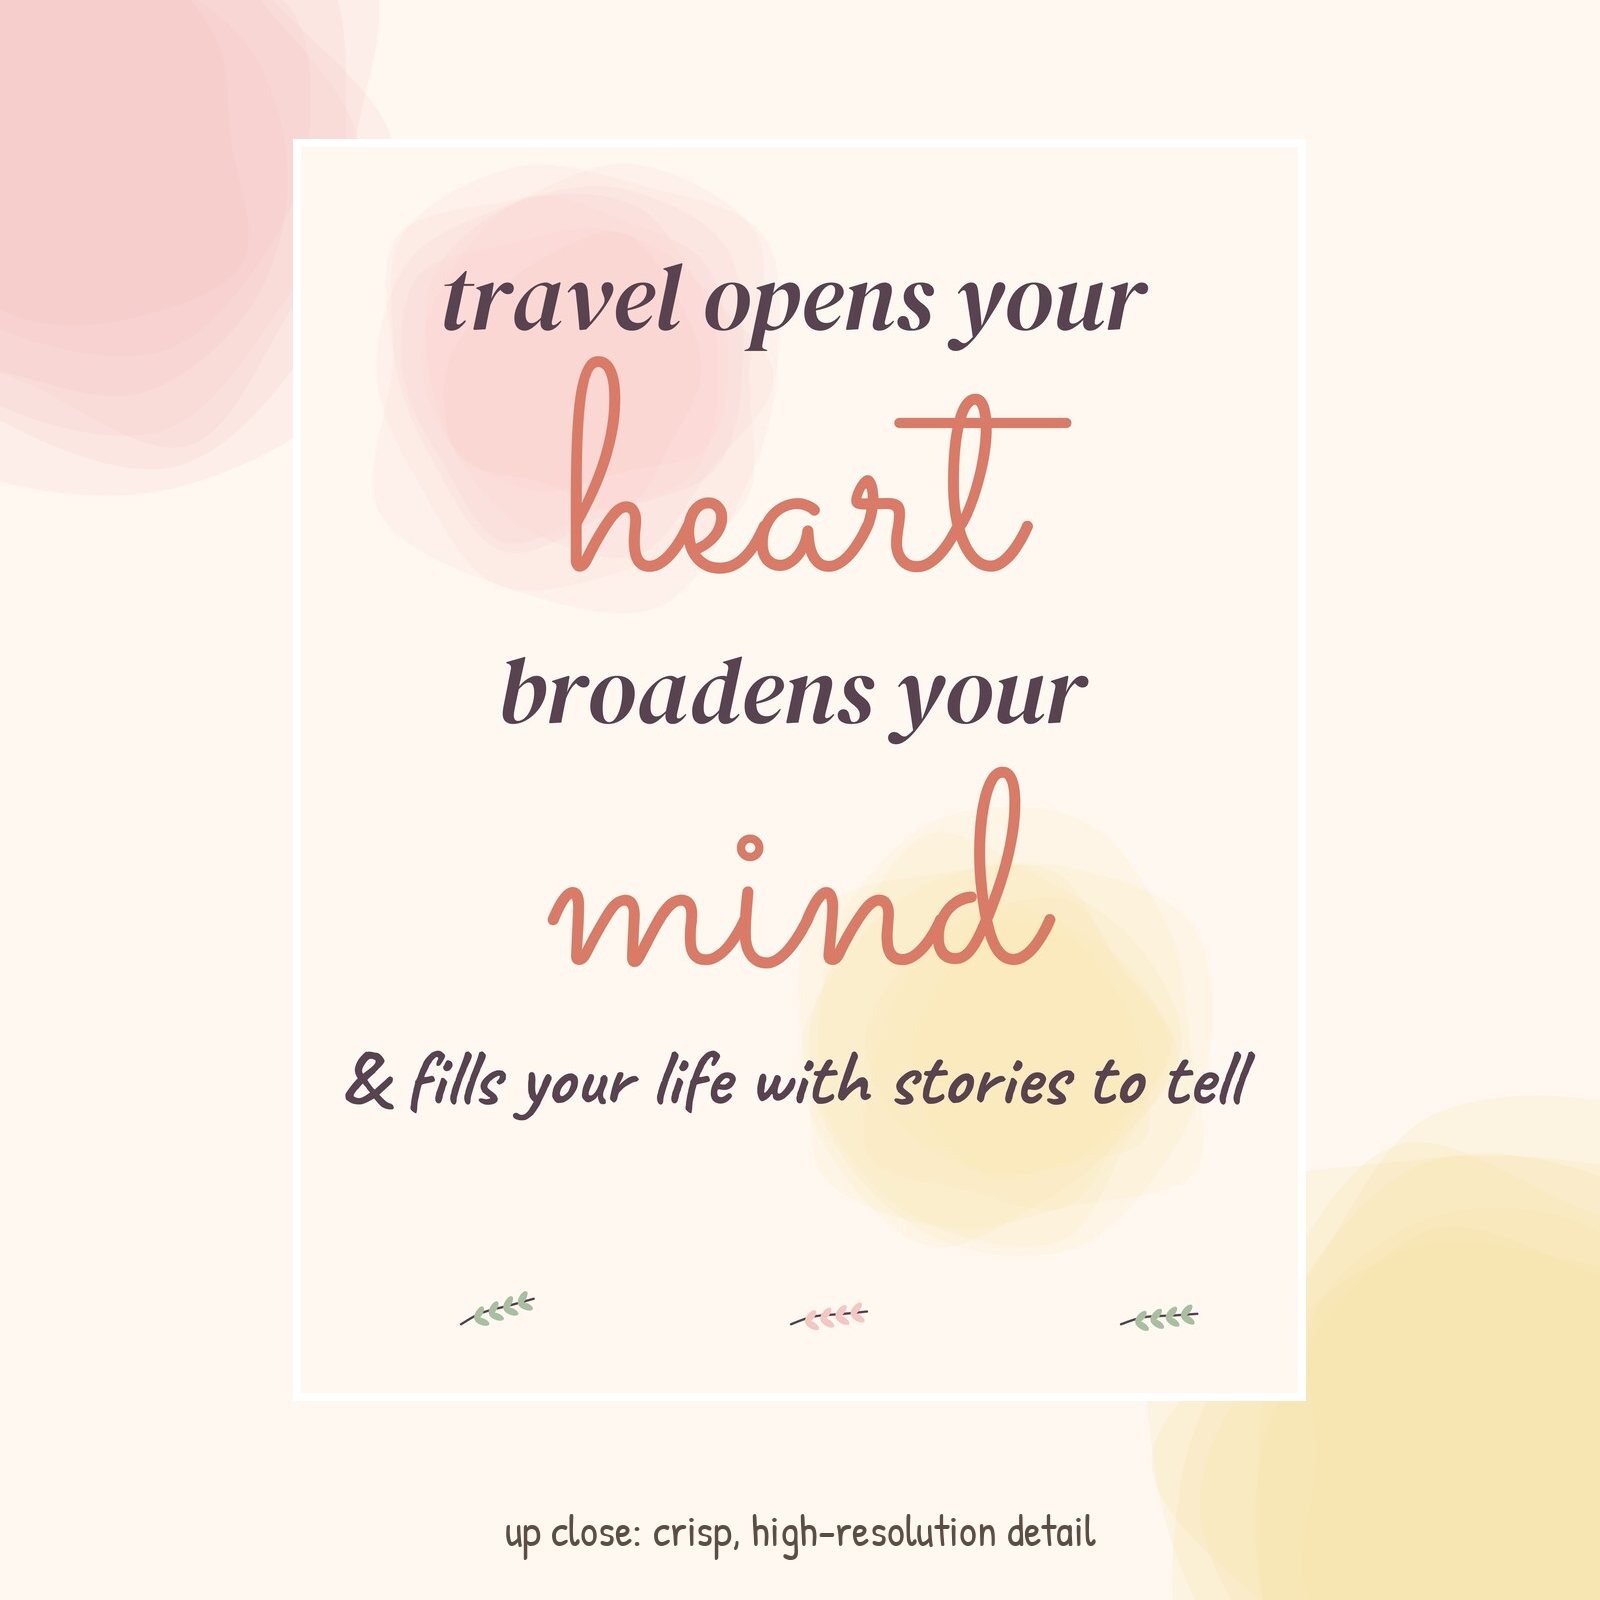 travel opens your
heart
broadens your
mind
& fills your life with stories to tell
up close: crisp, high-resolution detail